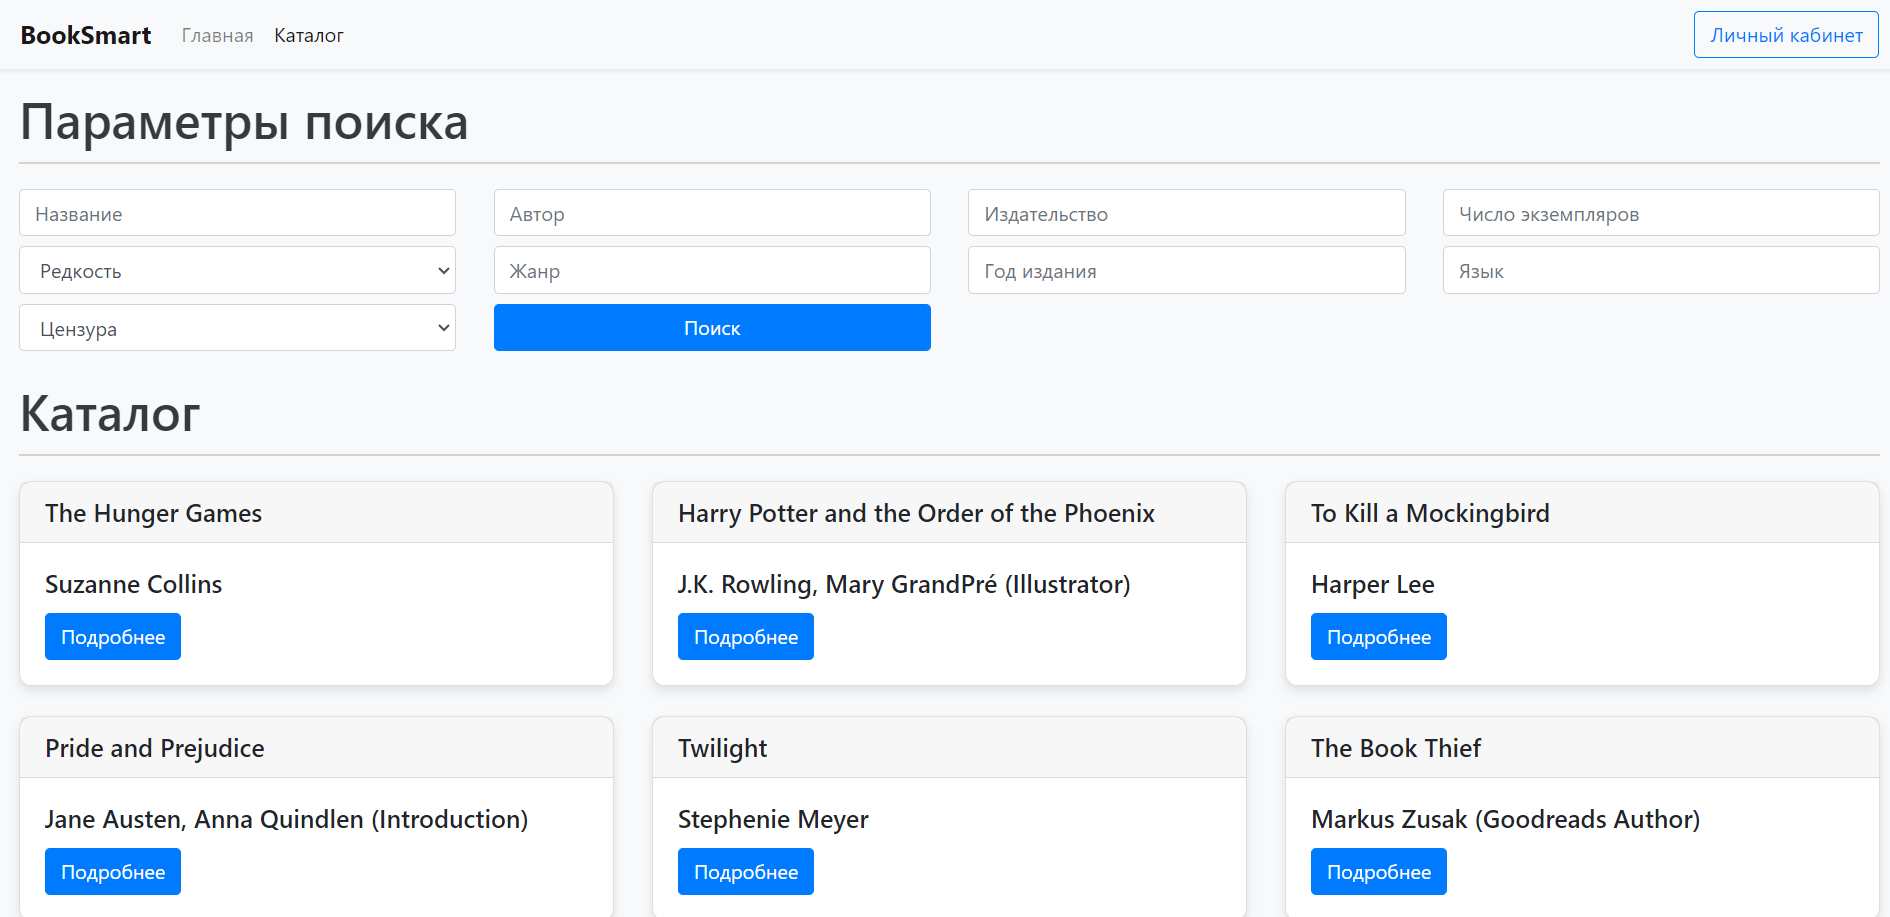 BookSmart Главная Каталог Личный кабинет
Параметры поиска
Название Автор Издательство Число экземпляров
Редкость Жанр Год издания Язык
Цензура Поиск
Каталог
The Hunger Games
Suzanne Collins
Подробнее
Harry Potter and the Order of the Phoenix
J.K. Rowling, Mary GrandPré (Illustrator)
Подробнее
To Kill a Mockingbird
Harper Lee
Подробнее
Pride and Prejudice
Jane Austen, Anna Quindlen (Introduction)
Подробнее
Twilight
Stephenie Meyer
Подробнее
The Book Thief
Markus Zusak (Goodreads Author)
Подробнее